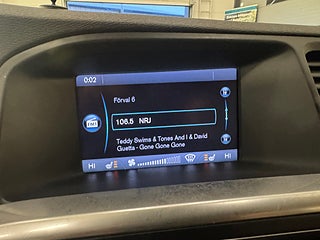 0:02
Förval 6
106.5 NRJ
Teddy Swims & Tones And I & David
Guetta - Gone Gone Gone
HI HI